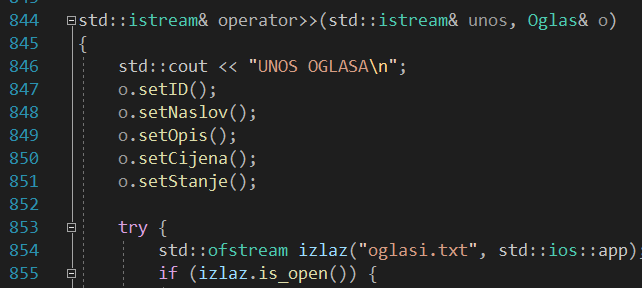 844 std::istream& operator>>(std::istream& unos, Oglas& o)
845 {
846 std::cout << "UNOS OGLASA\n";
847 o.setID();
848 o.setNaslov();
849 o.setOpis();
850 o.setCijena();
851 o.setStanje();
852
853 try {
854 std::ofstream izlaz("oglasi.txt", std::ios::app);
855 if (izlaz.is_open()) {